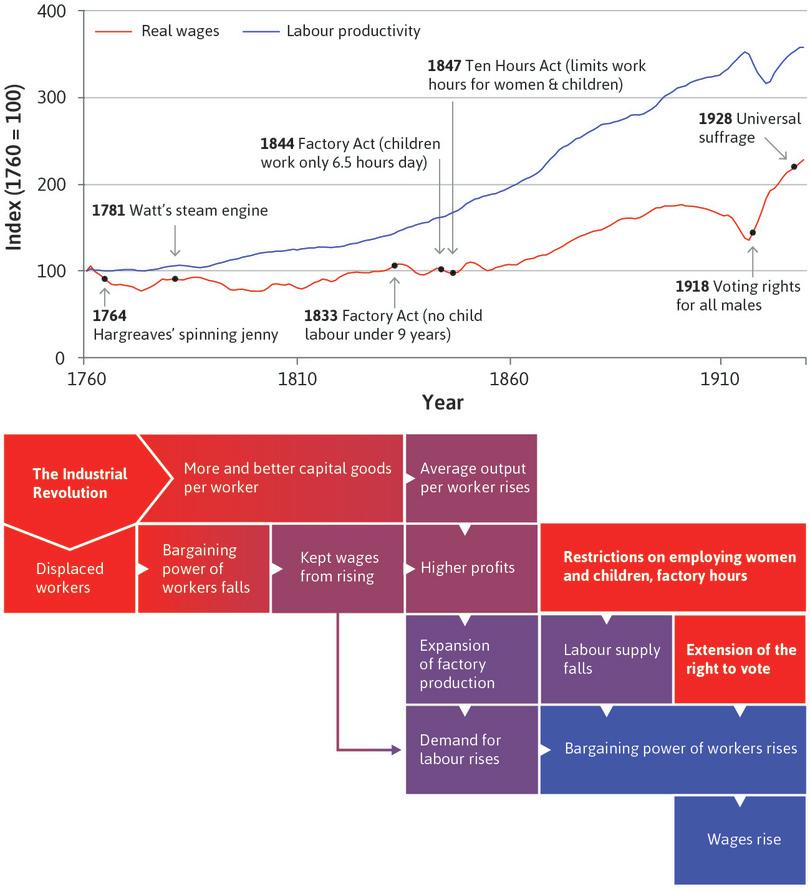 400
300
200
100
0
Index (1760 = 100)
Real wages
Labour productivity
1847 Ten Hours Act (limits work
hours for women & children)
1844 Factory Act (children
work only 6.5 hours day)
1928 Universal
suffrage
1781 Watt’s steam engine
1764
Hargreaves’ spinning jenny
1833 Factory Act (no child
labour under 9 years)
1918 Voting rights
for all males
1760
1810
1860
1910
Year
The Industrial
Revolution
More and better capital goods
per worker
Average output
per worker rises
Displaced
workers
Bargaining
power of
workers falls
Kept wages
from rising
Higher profits
Restrictions on employing women
and children, factory hours
Expansion
of factory
production
Labour supply
falls
Extension of the
right to vote
Demand for
labour rises
Bargaining power of workers rises
Wages rise